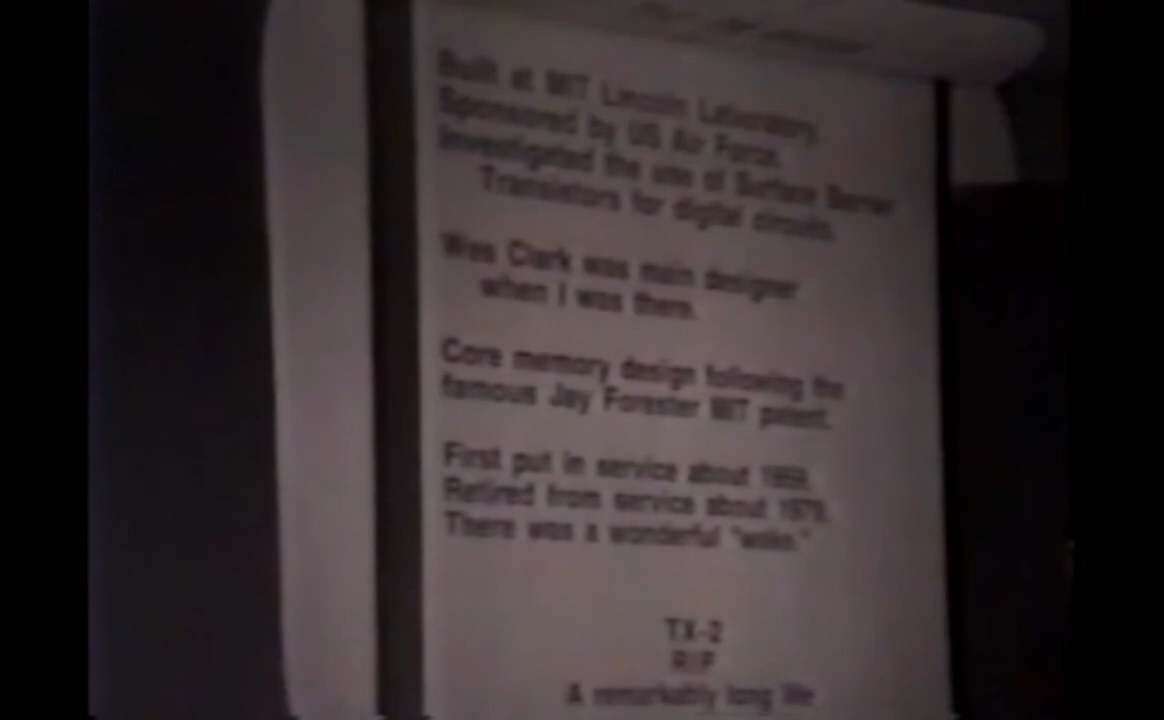 Built at MIT Lincoln Laboratory.
Sponsored by US Air Force.
Investigated the use of Surface Barrier
Transistors for digital circuits.
Wes Clark was main designer
when I was there.
Core memory design following the
famous Jay Forester MIT patent.
First put in service about
Retired from service about
There was a wonderful "wake."
TX-2
RIP
A remarkably long life